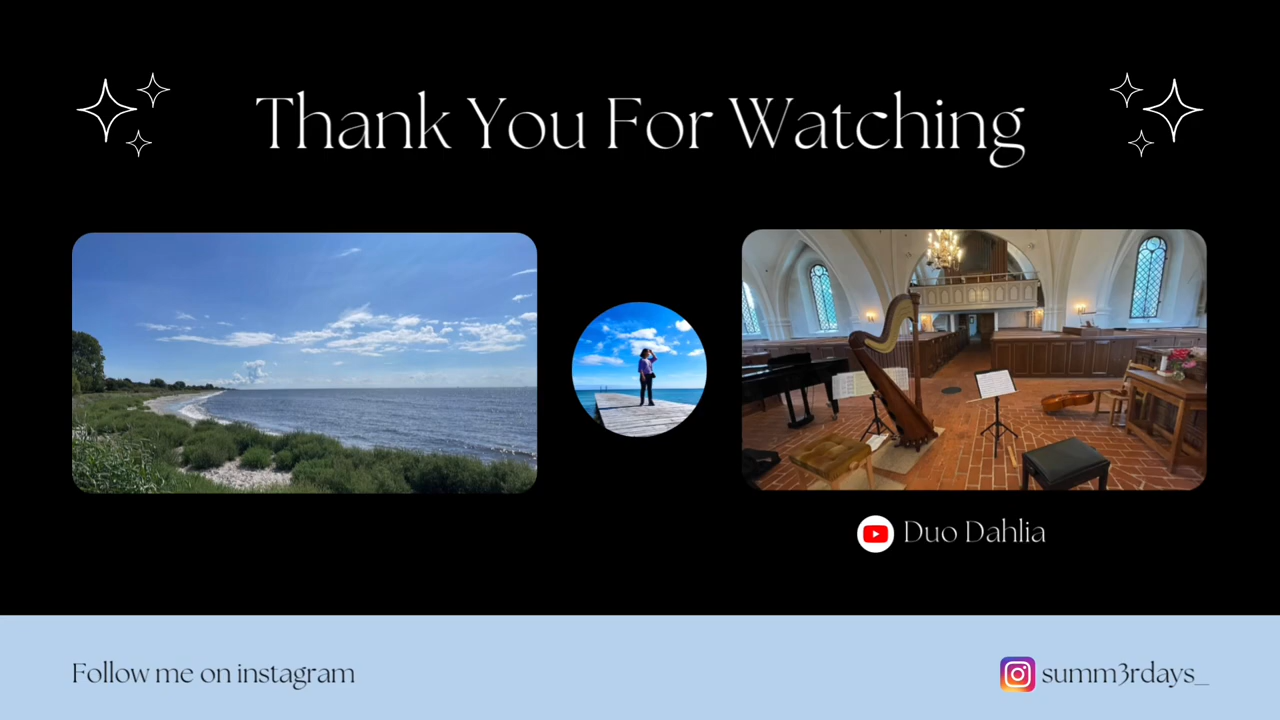 Thank You For Watching
Duo Dahlia
Follow me on instagram
summ3rdays_